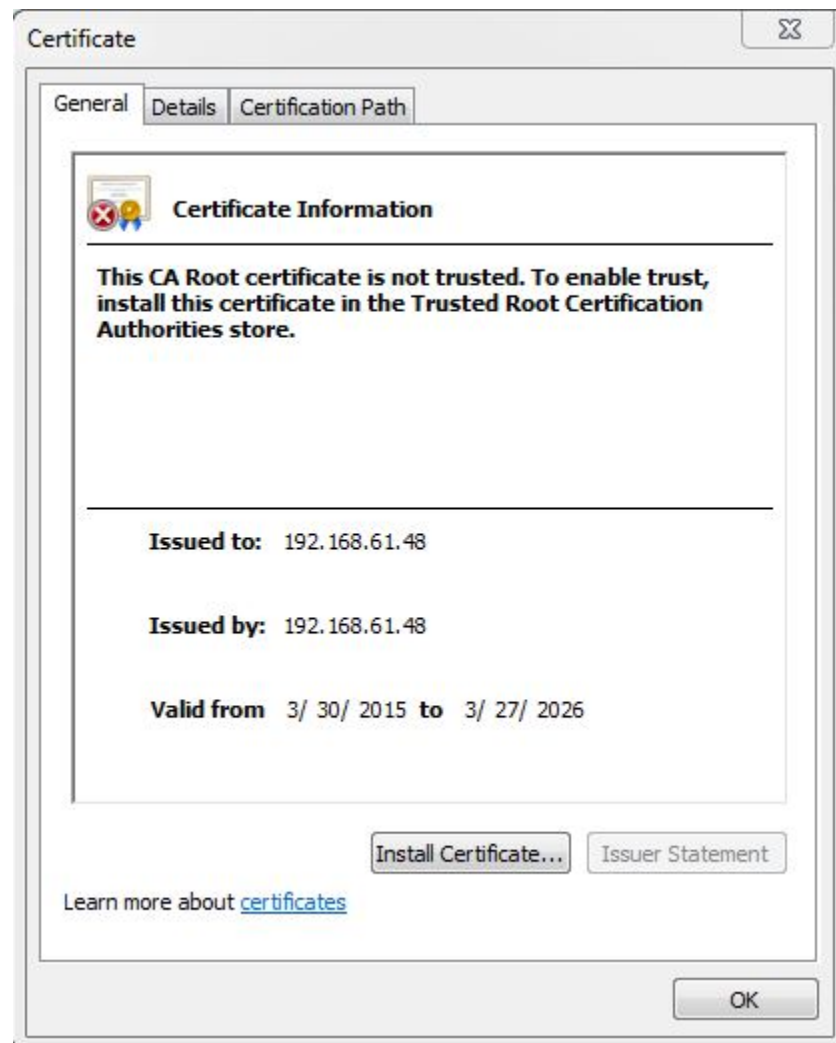 Certificate
General Details Certification Path
Certificate Information
This CA Root certificate is not trusted. To enable trust,
install this certificate in the Trusted Root Certification
Authorities store.
Issued to: 192.168.61.48
Issued by: 192.168.61.48
Valid from 3/ 30/ 2015 to 3/ 27/ 2026
Install Certificate... Issuer Statement
Learn more about certificates
OK